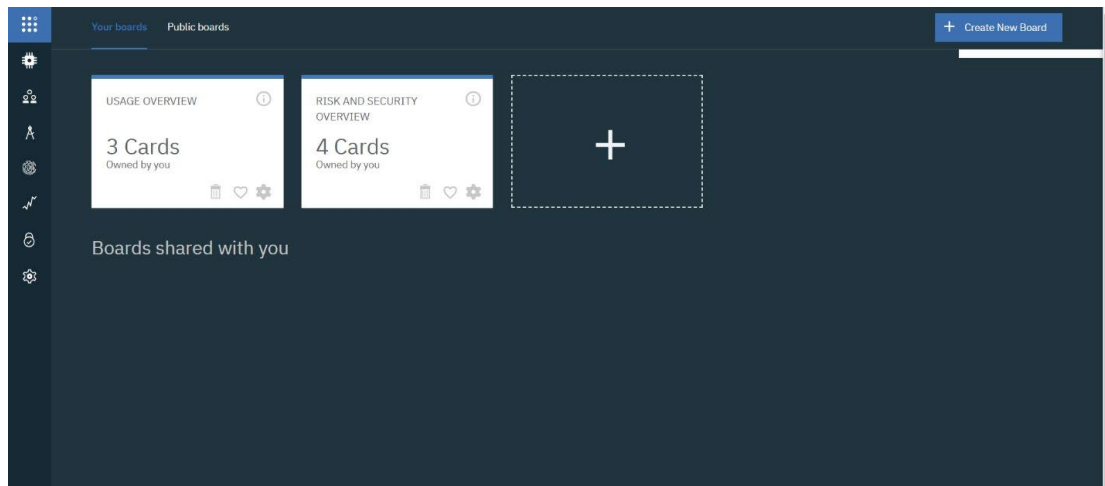 Your boards
Public boards
Create New Board
USAGE OVERVIEW
3 Cards
Owned by you
RISK AND SECURITY
OVERVIEW
4 Cards
Owned by you
Boards shared with you